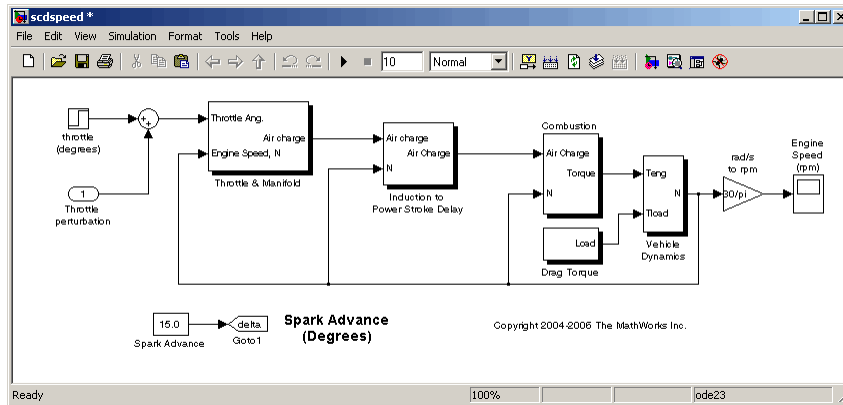 scdspeed *
File Edit View Simulation Format Tools Help
10 Normal
throttle
(degrees)
1
Throttle
perturbation
Throttle Ang.
Air charge
Engine Speed, N
Throttle & Manifold
Air charge
Air Charge
N
Induction to
Power Stroke Delay
Combustion
Air Charge
Torque
N
Load
Drag Torque
Teng
N
Tload
Vehicle
Dynamics
rad/s
to rpm
30/pi
Engine
Speed
(rpm)
15.0
Spark Advance
delta
Goto1
Spark Advance
(Degrees)
Copyright 2004-2006 The MathWorks Inc.
Ready 100% ode23